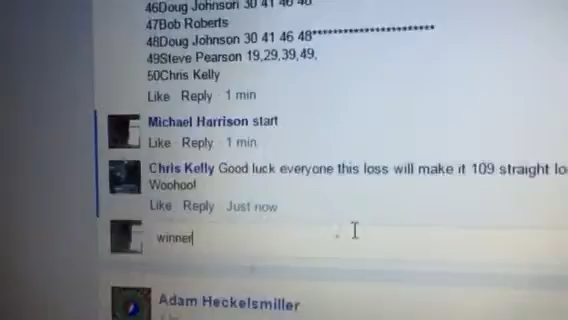 46Doug Johnson 30 41 46 48
47Bob Roberts
48Doug Johnson 30 41 46 48**************************
49Steve Pearson 19,29,39,49,
50Chris Kelly
Like Reply 1 min
Michael Harrison start
Like Reply 1 min
Chris Kelly Good luck everyone this loss will make it 109 straight lo
Woohoo!
Like Reply Just now
winner
Adam Heckelsmiller